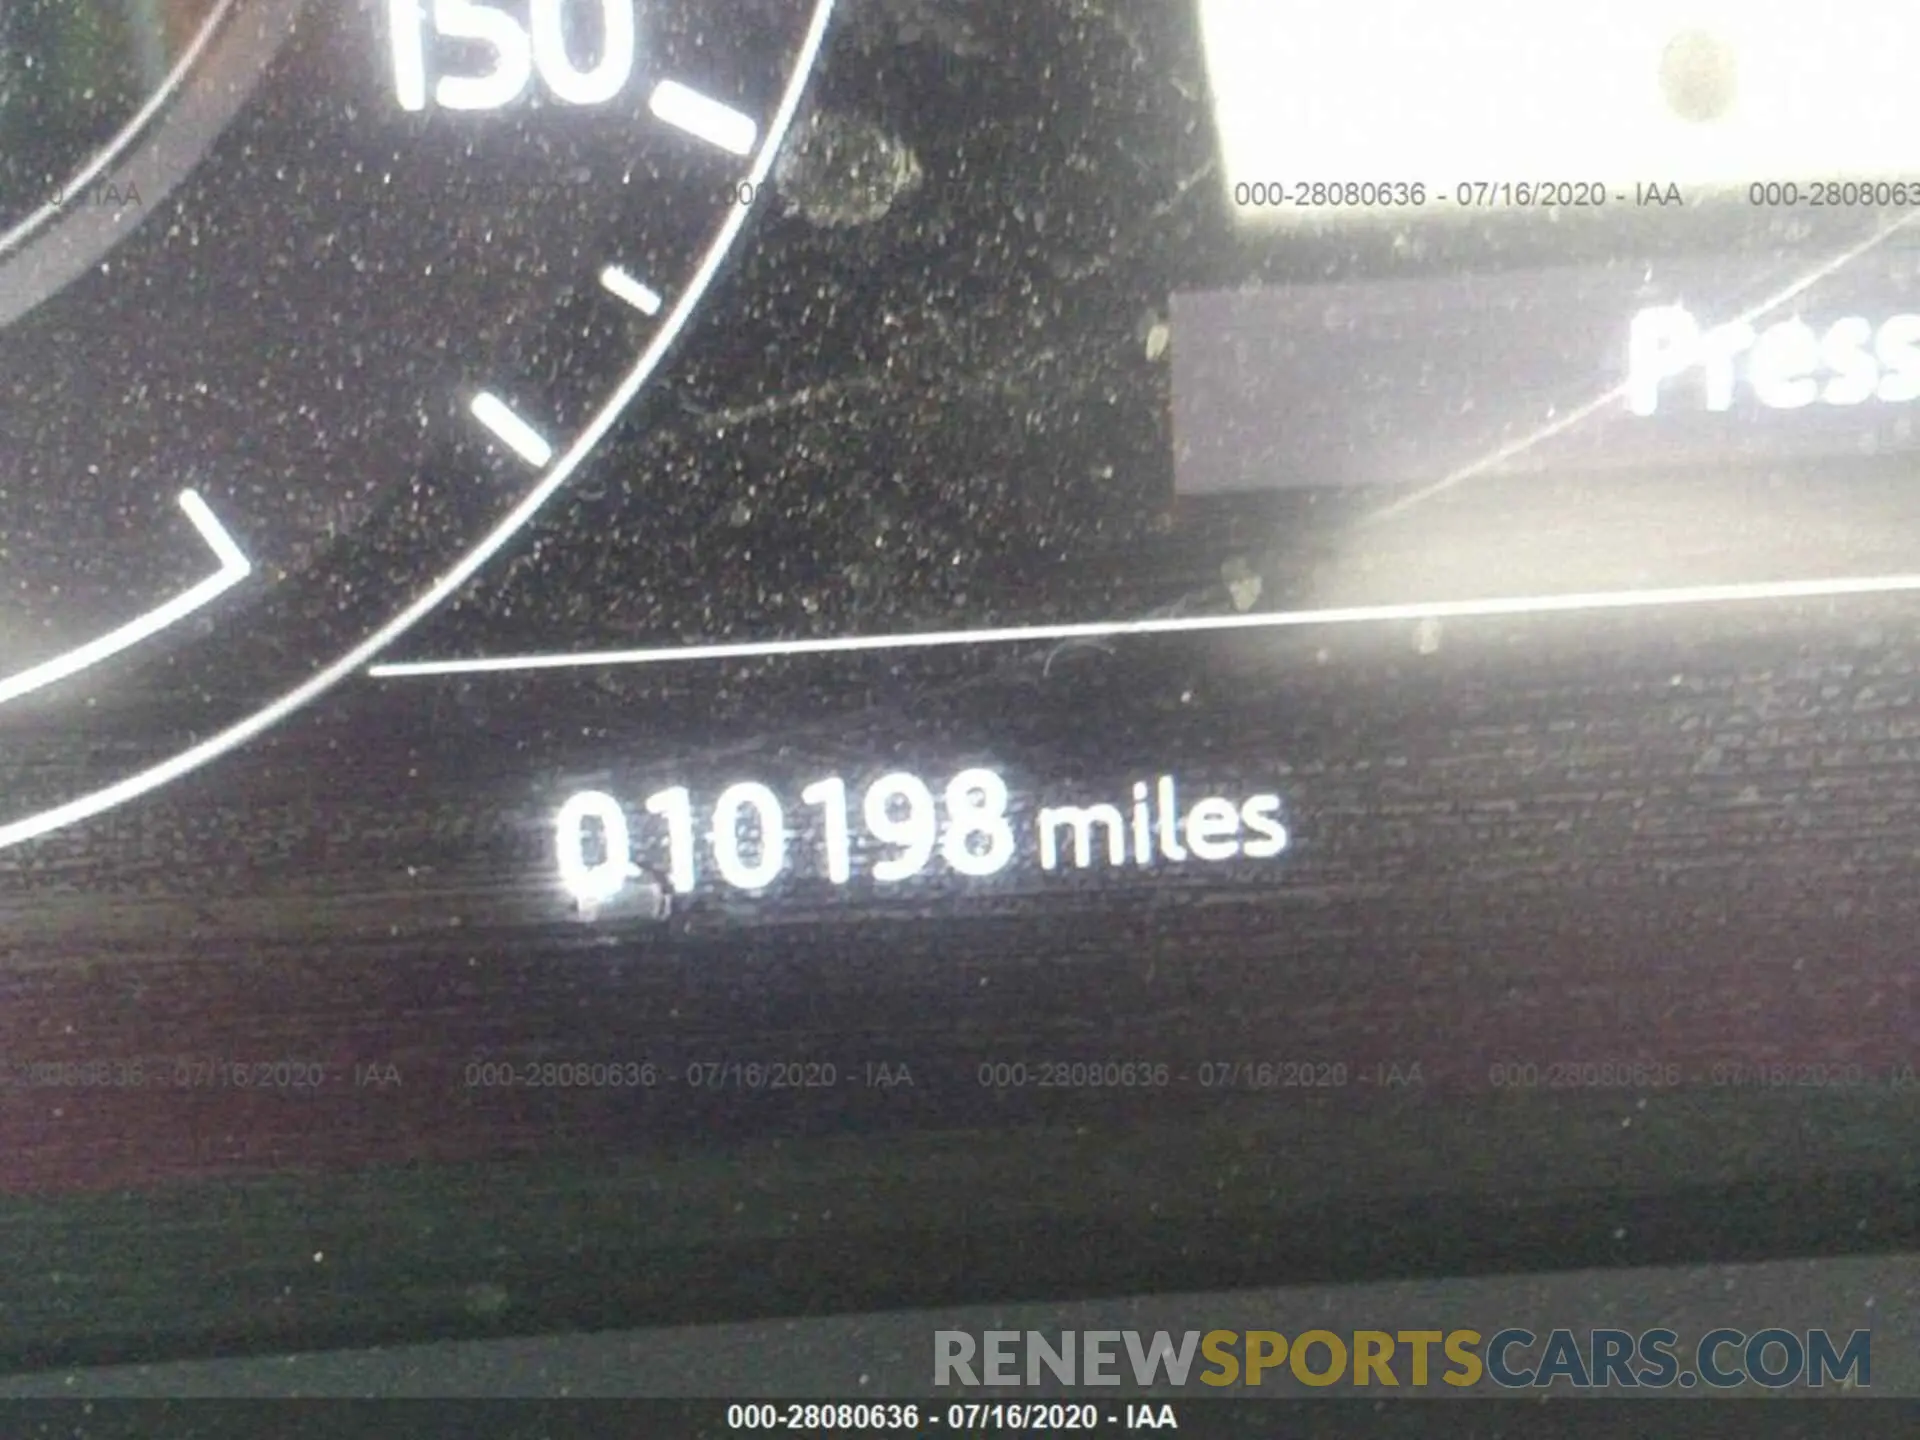 150
000-28080636 - 07/16/2020 - IAA
Press
010198 miles
000-28080636 - 07/16/2020 - IAA 000-28080636 - 07/16/2020 - IAA
RENEWSPORTSCARS.COM
000-28080636 - 07/16/2020 - IAA